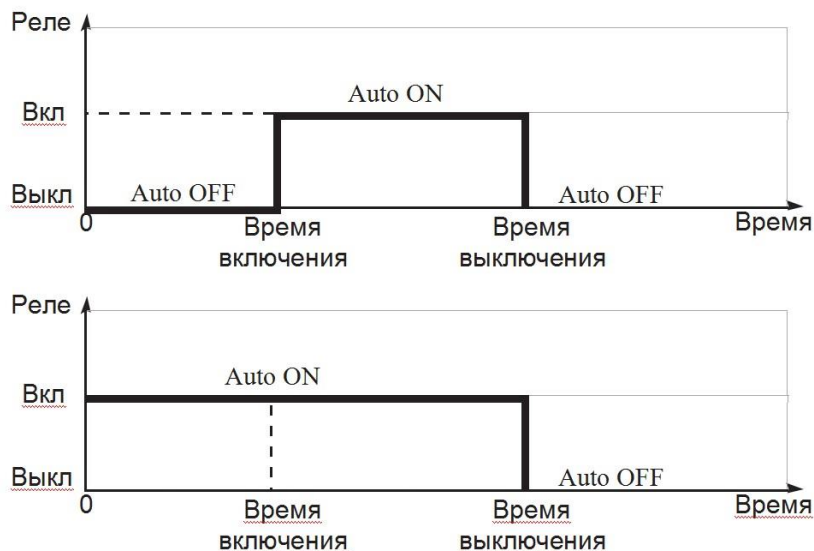 Реле
Auto ON
Вкл
Auto OFF
Выкл
Auto OFF
0
Время включения
Время выключения
Время
Реле
Auto ON
Вкл
Auto OFF
Выкл
0
Время включения
Время выключения
Время